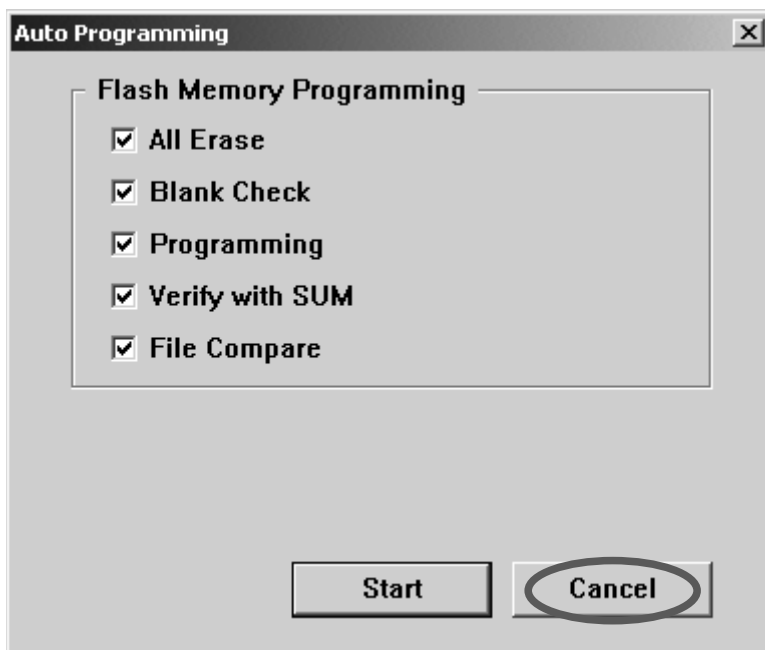 Auto Programming
Flash Memory Programming
All Erase
Blank Check
Programming
Verify with SUM
File Compare
Start
Cancel